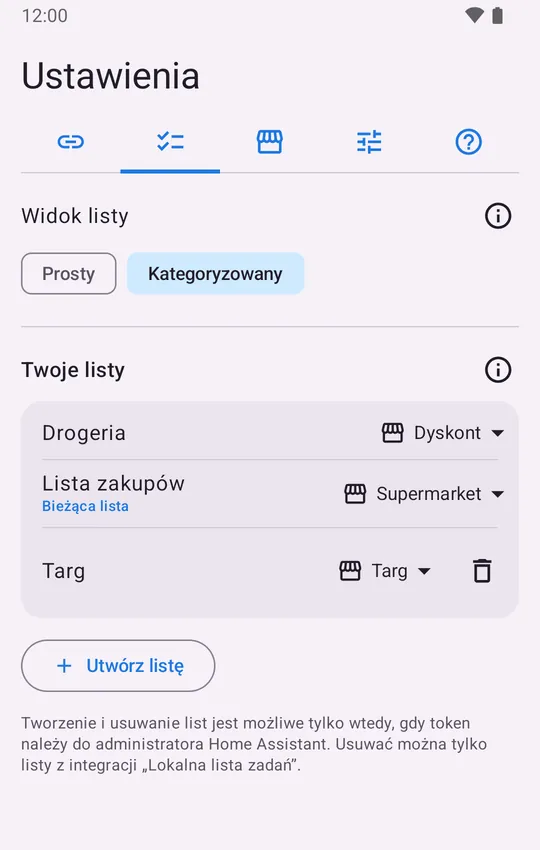 12:00
Ustawienia
Widok listy
Prosty
Kategoryzowany
Twoje listy
Drogeria
Dyskont
Lista zakupów
Bieżąca lista
Supermarket
Targ
Targ
Utwórz listę
Tworzenie i usuwanie list jest możliwe tylko wtedy, gdy token
należy do administratora Home Assistant. Usuwać można tylko
listy z integracji „Lokalna lista zadań”.